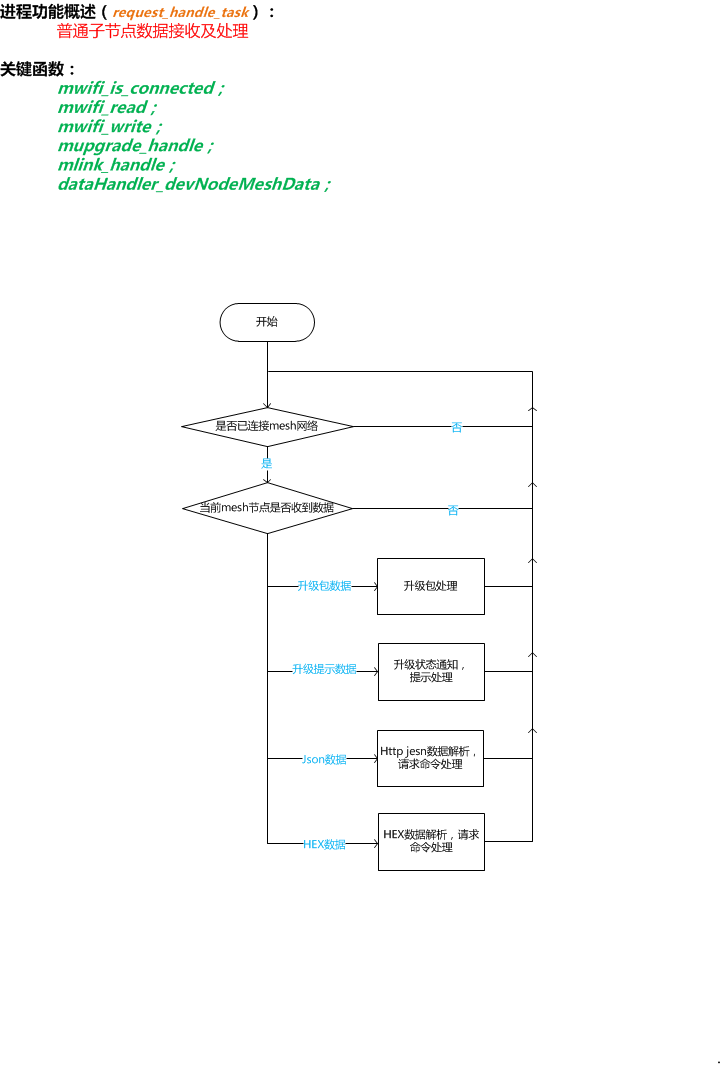 进程功能概述（request_handle_task）：
普通子节点数据接收及处理
关键函数：
mwifi_is_connected；
mwifi_read；
mwifi_write；
mupgrade_handle；
mlink_handle；
dataHandler_devNodeMeshData；
开始
是否已连接mesh网络
否
是
当前mesh节点是否收到数据
否
升级包数据
升级包处理
升级提示数据
升级状态通知，
提示处理
Json数据
Http jesn数据解析，
请求命令处理
HEX数据
HEX数据解析，请求
命令处理